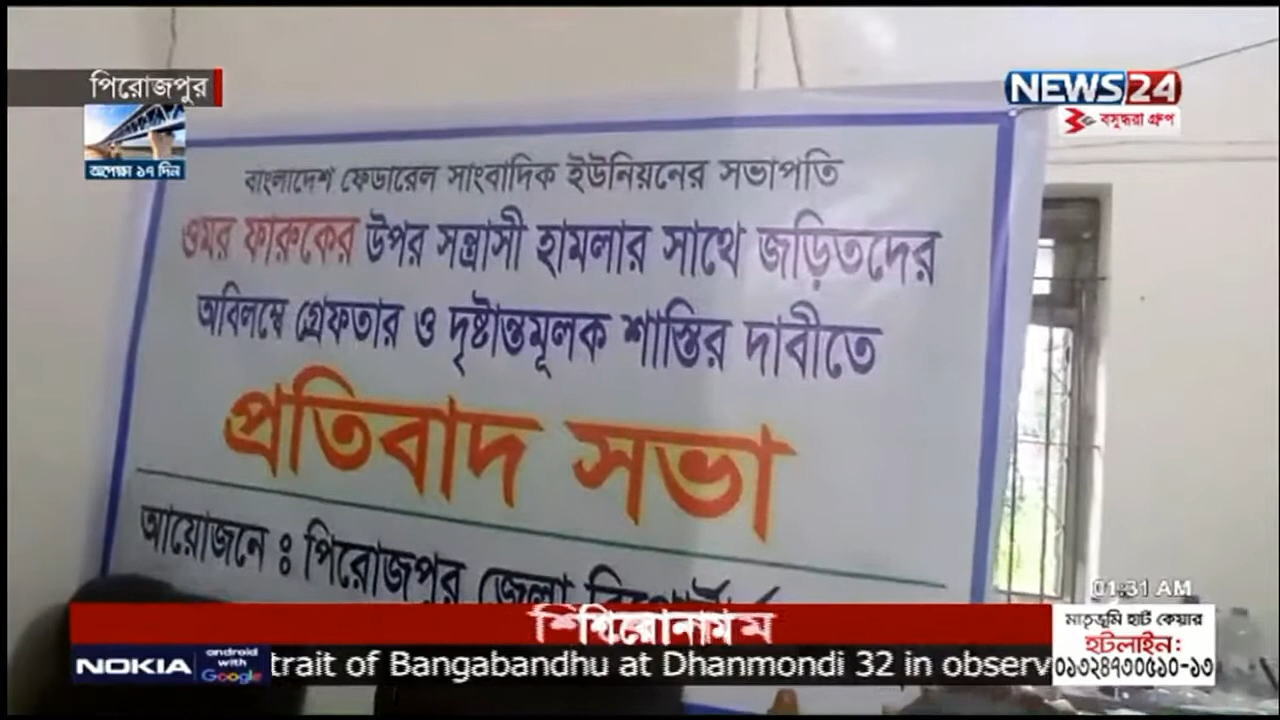 পিরোজপুর
NEWS24
বসুন্ধরা গ্রুপ
অপেক্ষা ১৭ দিন
বাংলাদেশ ফেডারেল সাংবাদিক ইউনিয়নের সভাপতি
ওমর ফারুকের উপর সন্ত্রাসী হামলার সাথে জড়িতদের
অবিলম্বে গ্রেফতার ও দৃষ্টান্তমূলক শাস্তির দাবীতে
প্রতিবাদ সভা
আয়োজনে ঃ পিরোজপুর জেলা
01:31 AM
শিরোনাম
মাতৃভূমি হার্ট কেয়ার
হটলাইন:
০১৩২৪৭৩০৫১০-১৩
NOKIA
android
with
Google
trait of Bangabandhu at Dhanmondi 32 in observ